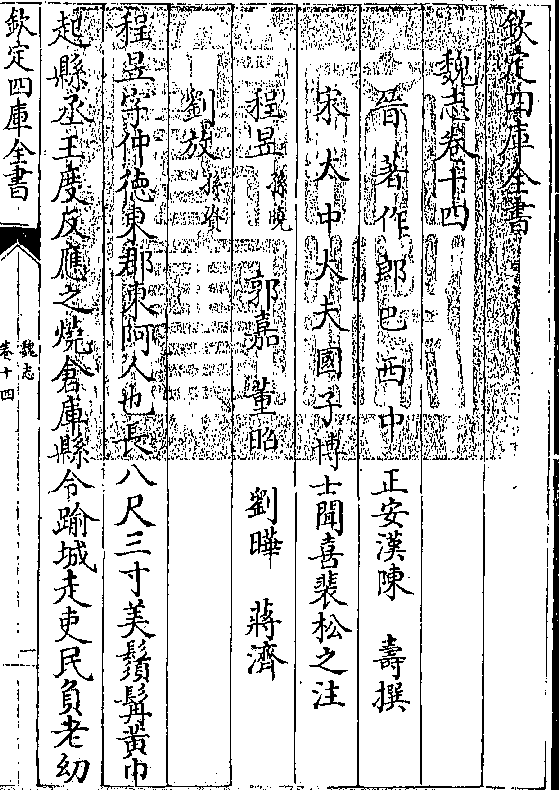 欽定四庫全書
魏志卷十四
晉著作郎巴西中正安漢陳壽撰
宋太中大夫國子博士聞喜裴松之注
程昱 孫曉 郭嘉 董昭 劉曄 蔣濟
劉放 孫資
程昱字仲德東郡東阿人也長八尺三寸美鬚髯黃巾
起縣丞王度反應之燒倉庫縣令踰城走吏民負老幼
欽定四庫全書
魏志
卷十四
一